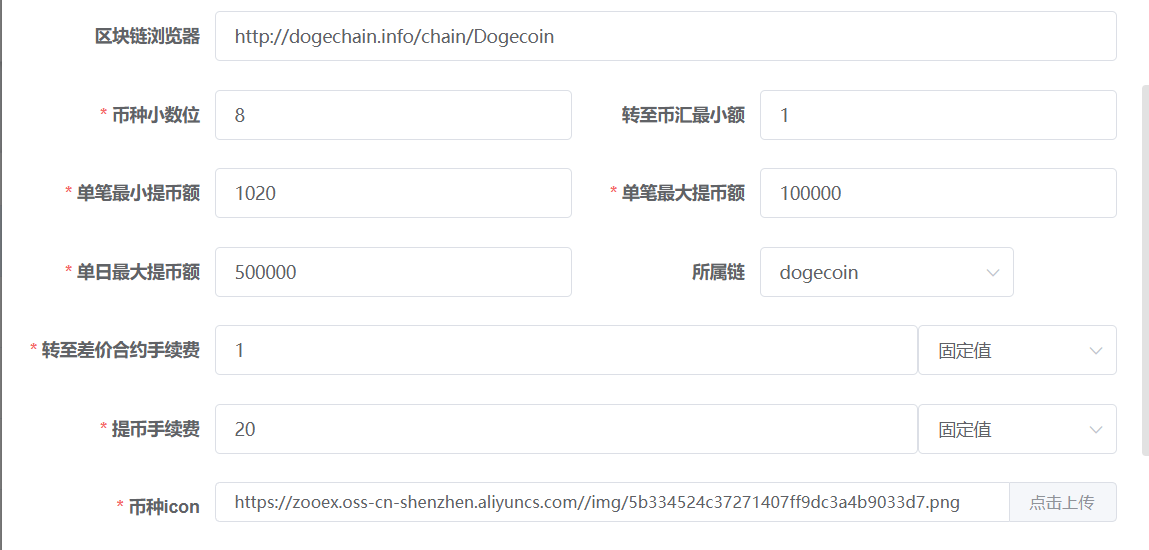 区块链浏览器 http://dogechain.info/chain/Dogecoin
* 币种小数位 8 转至币汇最小额 1
* 单笔最小提币额 1020 * 单笔最大提币额 100000
* 单日最大提币额 500000 所属链 dogecoin
* 转至差价合约手续费 1 固定值
* 提币手续费 20 固定值
* 币种icon https://zooex.oss-cn-shenzhen.aliyuncs.com//img/5b334524c37271407ff9dc3a4b9033d7.png 点击上传